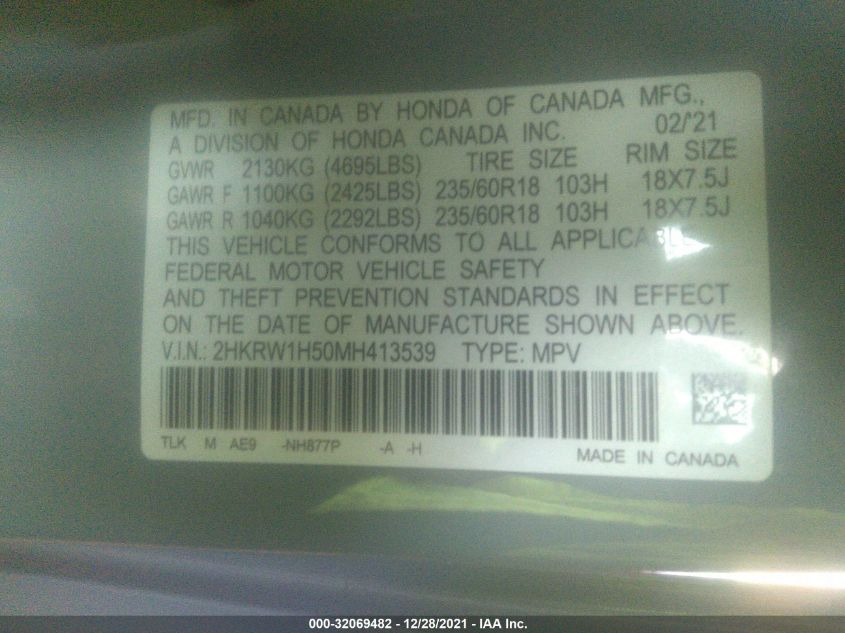 MFD. IN CANADA BY HONDA OF CANADA MFG.,
A DIVISION OF HONDA CANADA INC. 02/'21
GVWR 2130KG (4695LBS) TIRE SIZE RIM SIZE
GAWR F 1100KG (2425LBS) 235/60R18 103H 18X7.5J
GAWR R 1040KG (2292LBS) 235/60R18 103H 18X7.5J
THIS VEHICLE CONFORMS TO ALL APPLICABLE
FEDERAL MOTOR VEHICLE SAFETY
AND THEFT PREVENTION STANDARDS IN EFFECT
ON THE DATE OF MANUFACTURE SHOWN ABOVE.
V.I.N.: 2HKRW1H50MH413539 TYPE: MPV
TLK M AE9 -NH877P -A -H
MADE IN CANADA
000-32069482 - 12/28/2021 - IAA Inc.